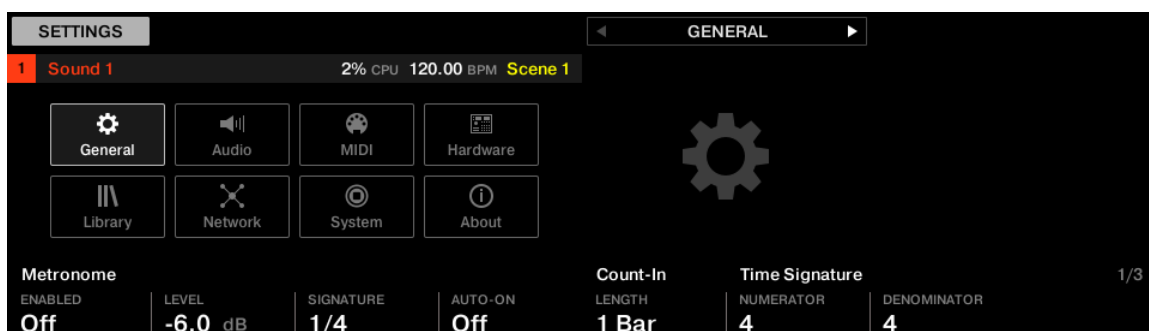 SETTINGS
GENERAL
1 Sound 1 2% CPU 120.00 BPM Scene 1
General Audio MIDI Hardware
Library Network System About
Metronome Count-In Time Signature 1/3
ENABLED LEVEL SIGNATURE AUTO-ON LENGTH NUMERATOR DENOMINATOR
Off -6.0 dB 1/4 Off 1 Bar 4 4